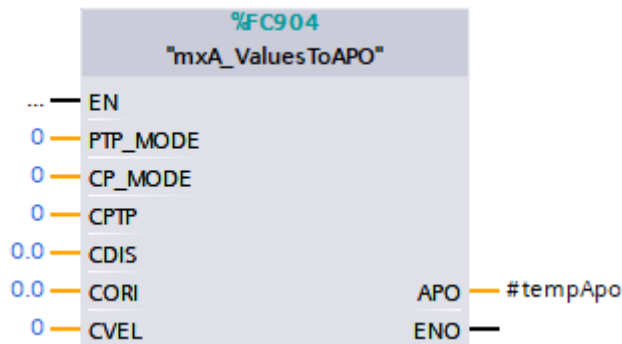 %FC904
"mxA_ValuesToAPO"
... EN
0 PTP_MODE
0 CP_MODE
0 CPTP
0.0 CDIS
0.0 CORI APO #tempApo
0 CVEL ENO